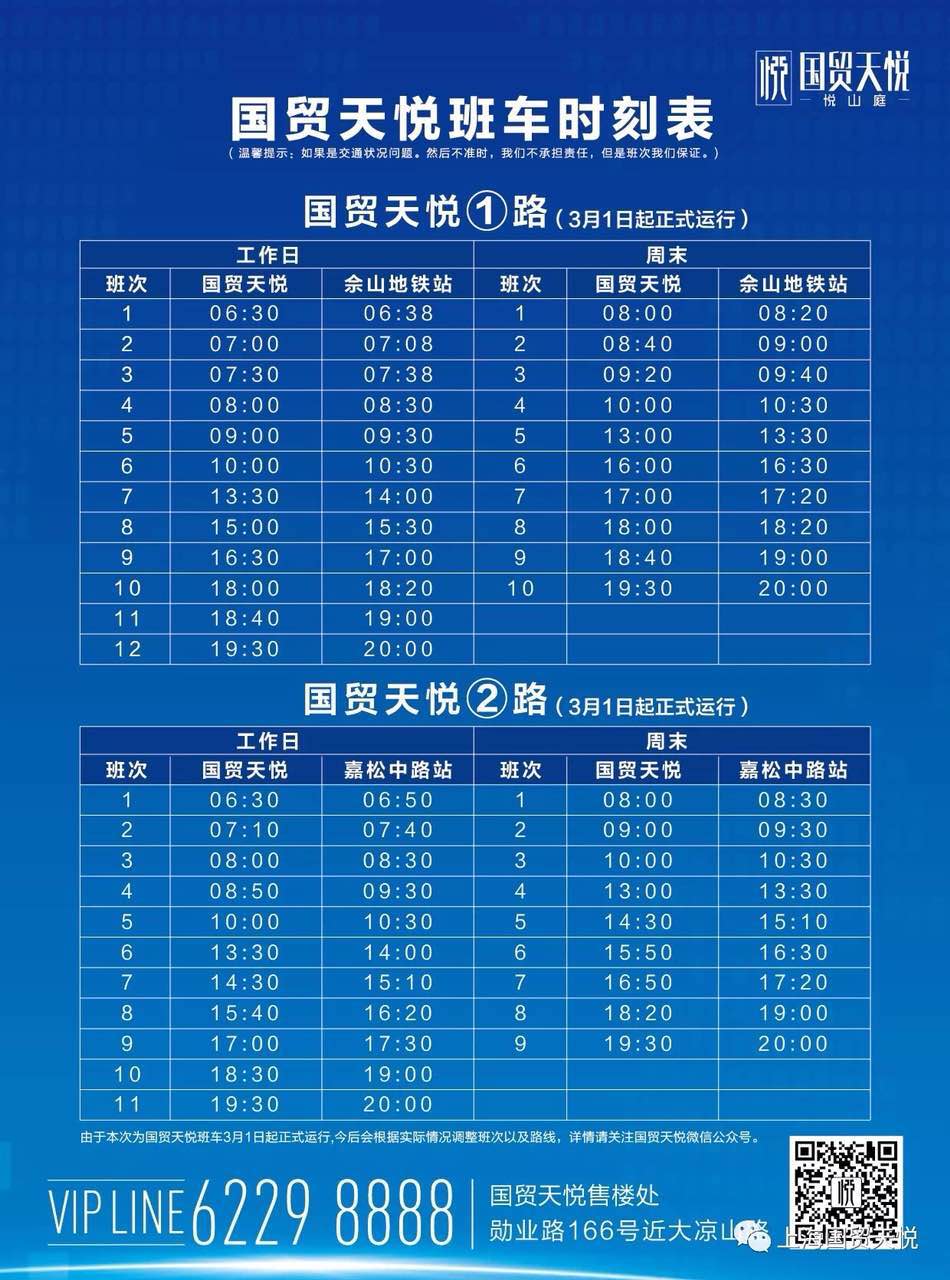 悦 国贸天悦
悦山庭
国贸天悦班车时刻表
（温馨提示：如果是交通状况问题。然后不准时，我们不承担责任，但是班次我们保证。）
国贸天悦①路（3月1日起正式运行）
工作日 周末
班次 国贸天悦 佘山地铁站 班次 国贸天悦 佘山地铁站
1 06:30 06:38 1 08:00 08:20
2 07:00 07:08 2 08:40 09:00
3 07:30 07:38 3 09:20 09:40
4 08:00 08:30 4 10:00 10:30
5 09:00 09:30 5 13:00 13:30
6 10:00 10:30 6 16:00 16:30
7 13:30 14:00 7 17:00 17:20
8 15:00 15:30 8 18:00 18:20
9 16:30 17:00 9 18:40 19:00
10 18:00 18:20 10 19:30 20:00
11 18:40 19:00
12 19:30 20:00
国贸天悦②路（3月1日起正式运行）
工作日 周末
班次 国贸天悦 嘉松中路站 班次 国贸天悦 嘉松中路站
1 06:30 06:50 1 08:00 08:30
2 07:10 07:40 2 09:00 09:30
3 08:00 08:30 3 10:00 10:30
4 08:50 09:30 4 13:00 13:30
5 10:00 10:30 5 14:30 15:10
6 13:30 14:00 6 15:50 16:30
7 14:30 15:10 7 16:50 17:20
8 15:40 16:20 8 18:20 19:00
9 17:00 17:30 9 19:30 20:00
10 18:30 19:00
11 19:30 20:00
由于本次为国贸天悦班车3月1日起正式运行,今后会根据实际情况调整班次以及路线，详情请关注国贸天悦微信公众号。
VIP LINE 6229 8888
国贸天悦售楼处
勋业路166号近大凉山路
悦
上海国贸天悦